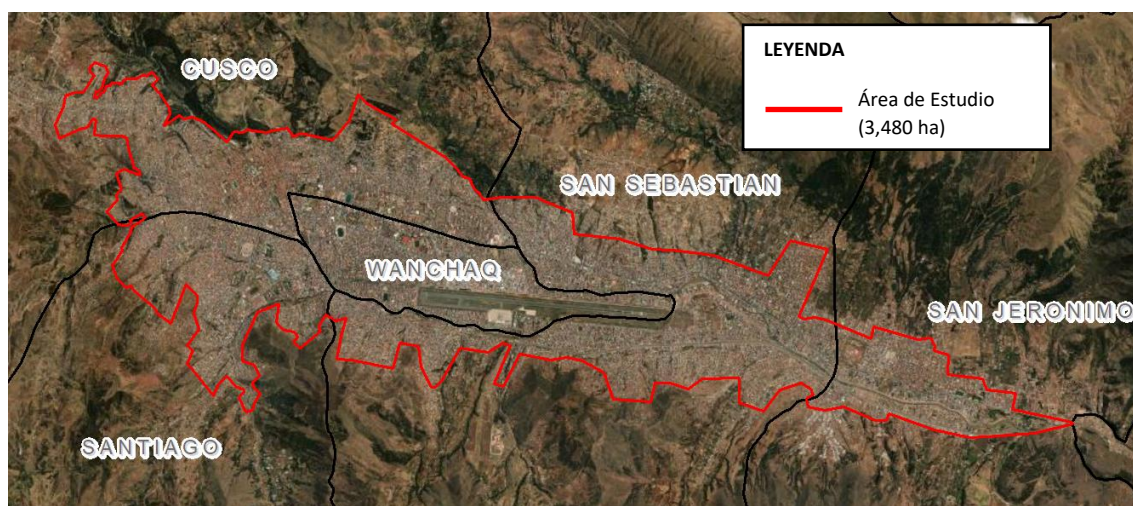 CUSCO
LEYENDA
Área de Estudio
(3,480 ha)
SAN SEBASTIAN
WANCHAQ
SAN JERONIMO
SANTIAGO